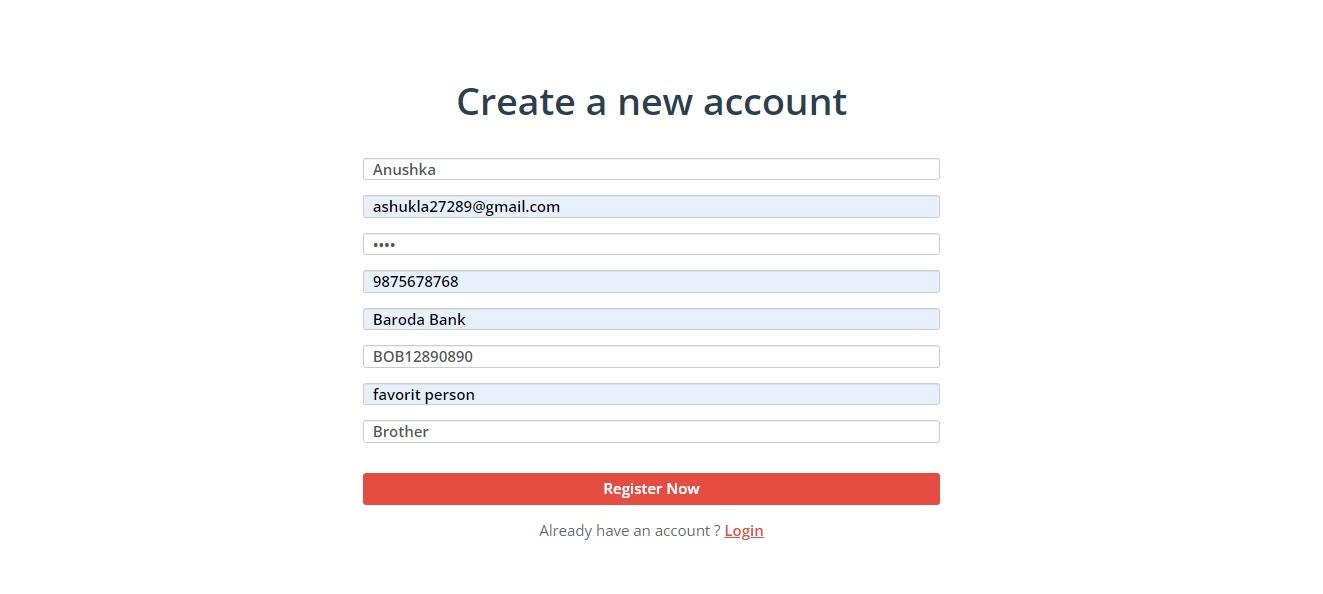 Create a new account
Anushka
ashukla27289@gmail.com
••••
9875678768
Baroda Bank
BOB12890890
favorit person
Brother
Register Now
Already have an account ? Login